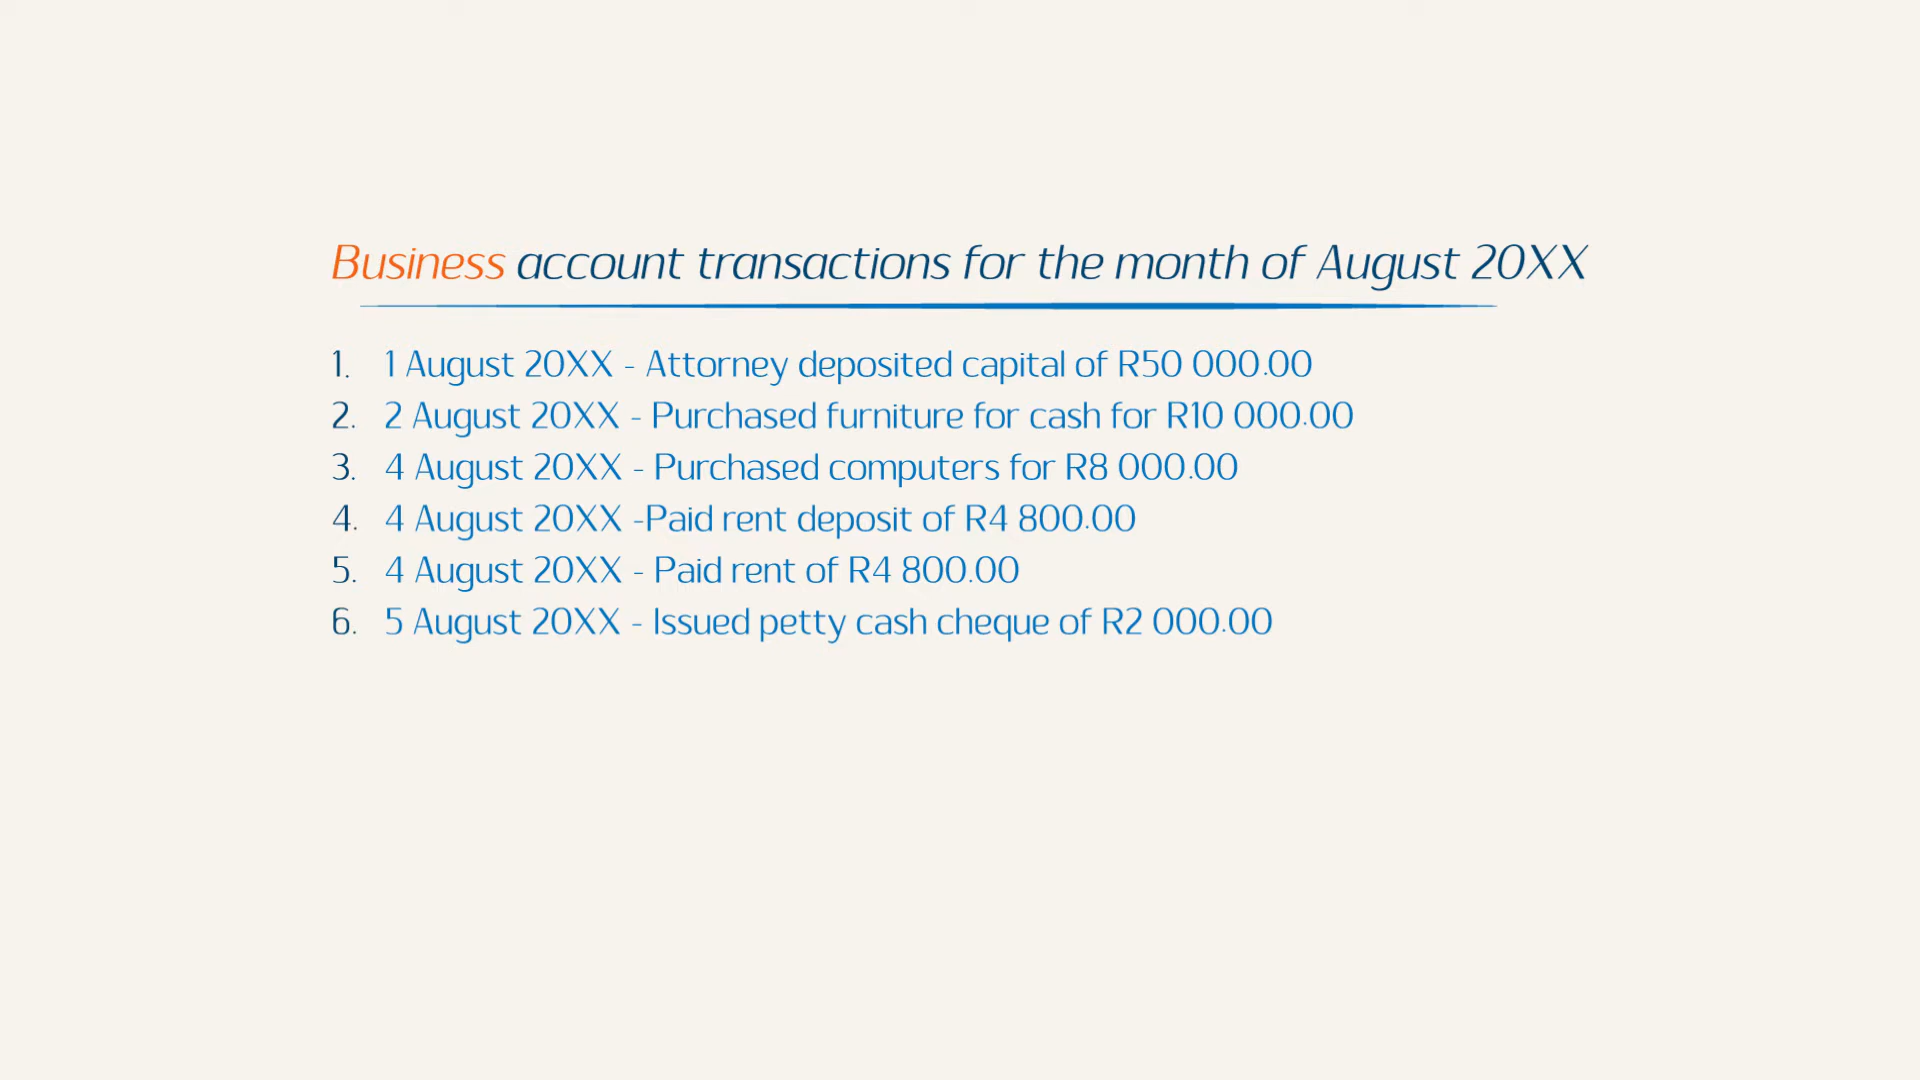 Business account transactions for the month of August 20XX
1. 1 August 20XX - Attorney deposited capital of R50 000.00
2. 2 August 20XX - Purchased furniture for cash for R10 000.00
3. 4 August 20XX - Purchased computers for R8 000.00
4. 4 August 20XX -Paid rent deposit of R4 800.00
5. 4 August 20XX - Paid rent of R4 800.00
6. 5 August 20XX - Issued petty cash cheque of R2 000.00